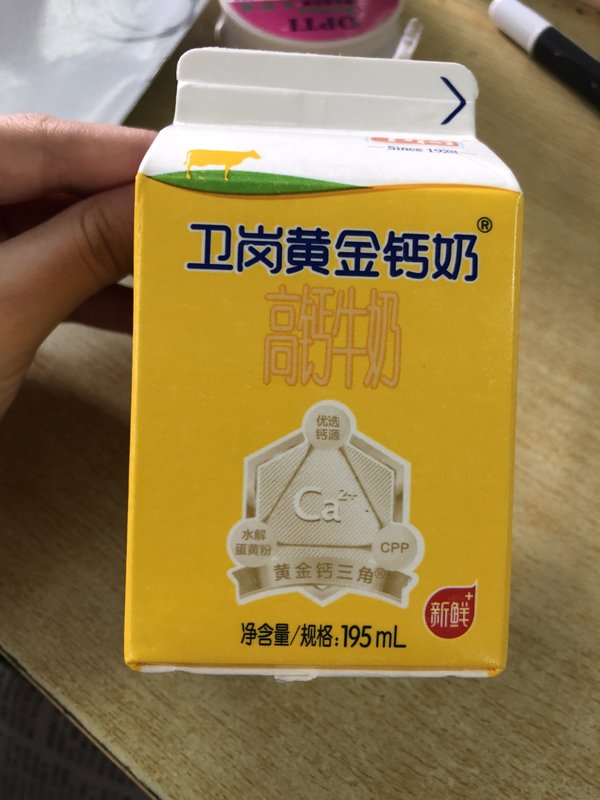 Since 1928
卫岗黄金钙奶®
高钙牛奶
优选
钙源
Ca²⁺
水解
蛋黄粉
CPP
黄金钙三角®
新鲜+
净含量/规格:195mL